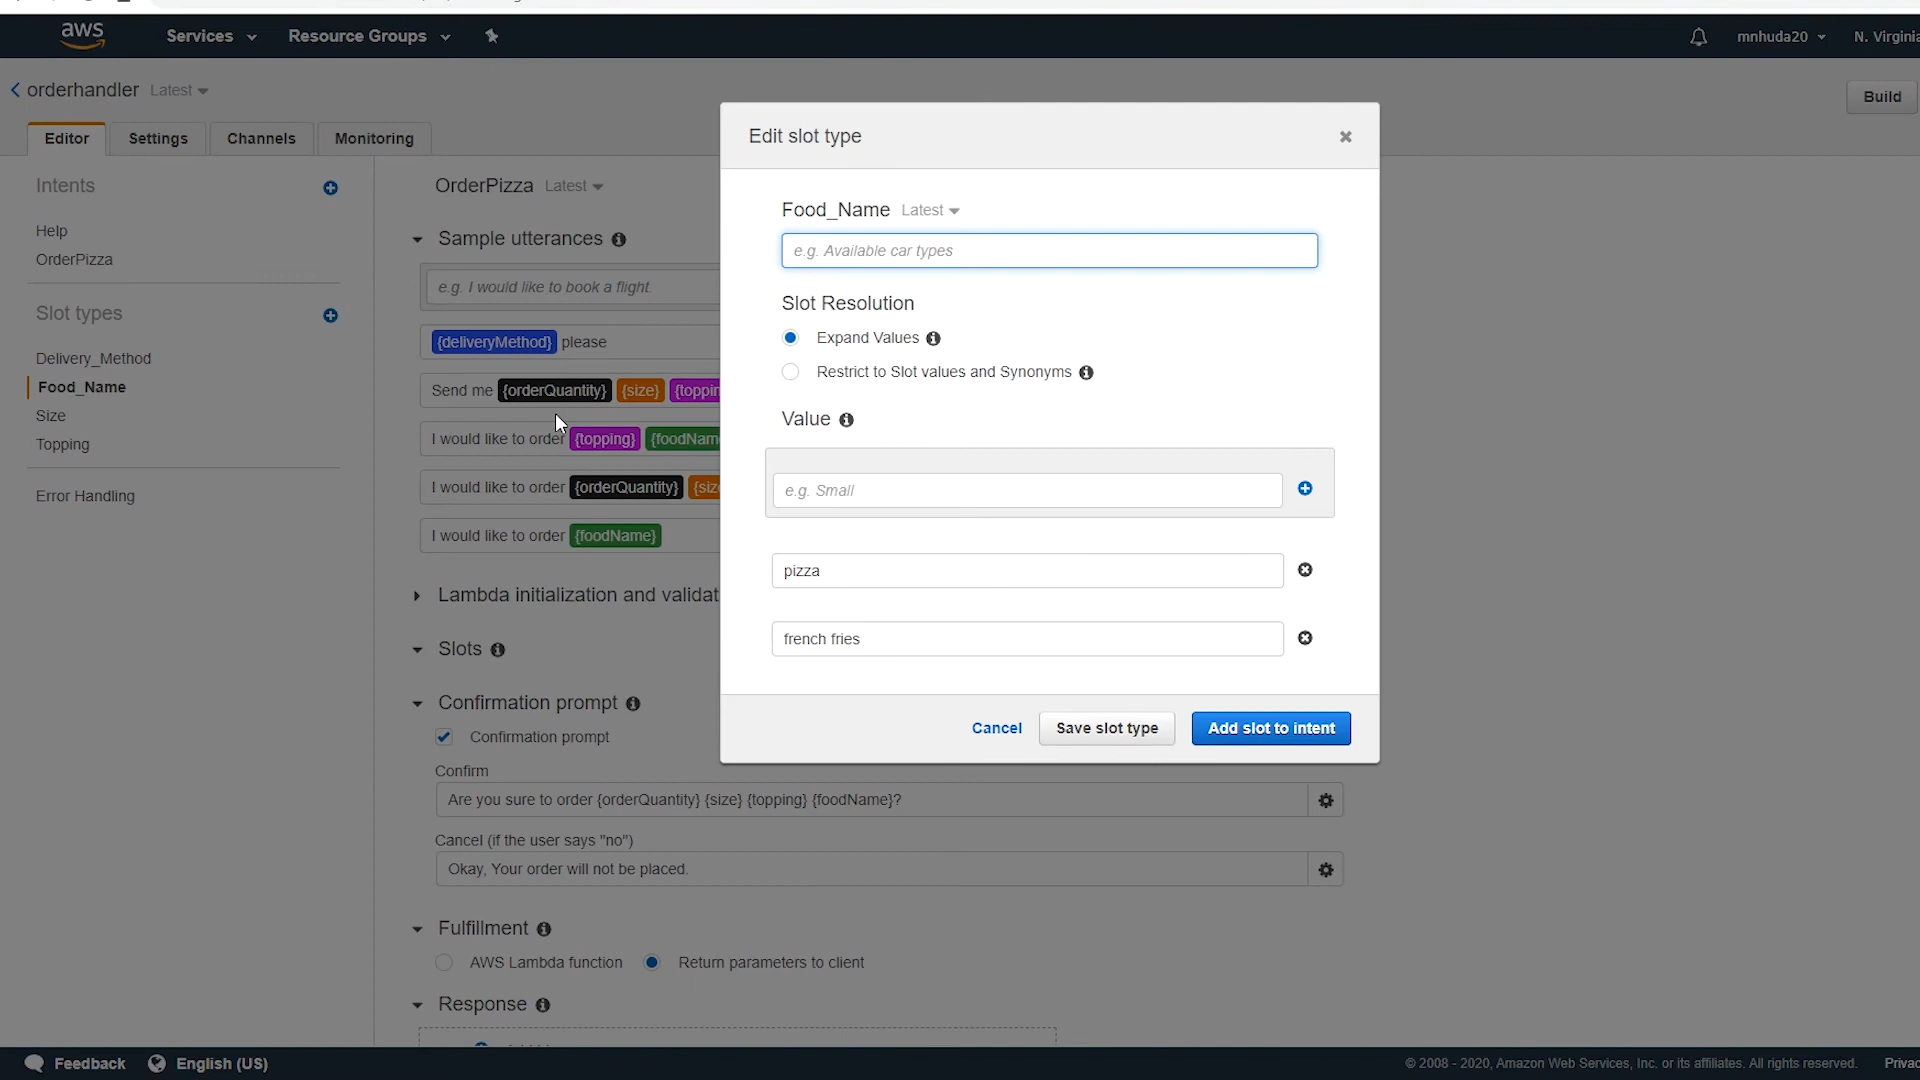 aws Services Resource Groups mnhuda20 N. Virginia
orderhandler Latest
Build
Editor Settings Channels Monitoring
Intents
Help
OrderPizza
Slot types
Delivery_Method
Food_Name
Size
Topping
Error Handling
OrderPizza Latest
Sample utterances
e.g. I would like to book a flight.
{deliveryMethod} please
Send me {orderQuantity} {size} {toppin
I would like to order {topping} {foodNam
I would like to order {orderQuantity} {siz
I would like to order {foodName}
Lambda initialization and validat
Slots
Confirmation prompt
Confirmation prompt
Confirm
Are you sure to order {orderQuantity} {size} {topping} {foodName}?
Cancel (if the user says "no")
Okay, Your order will not be placed.
Fulfillment
AWS Lambda function Return parameters to client
Response
Edit slot type
Food_Name Latest
e.g. Available car types
Slot Resolution
Expand Values
Restrict to Slot values and Synonyms
Value
e.g. Small
pizza
french fries
Cancel Save slot type Add slot to intent
Feedback English (US) © 2008 - 2020, Amazon Web Services, Inc. or its affiliates. All rights reserved. Privac